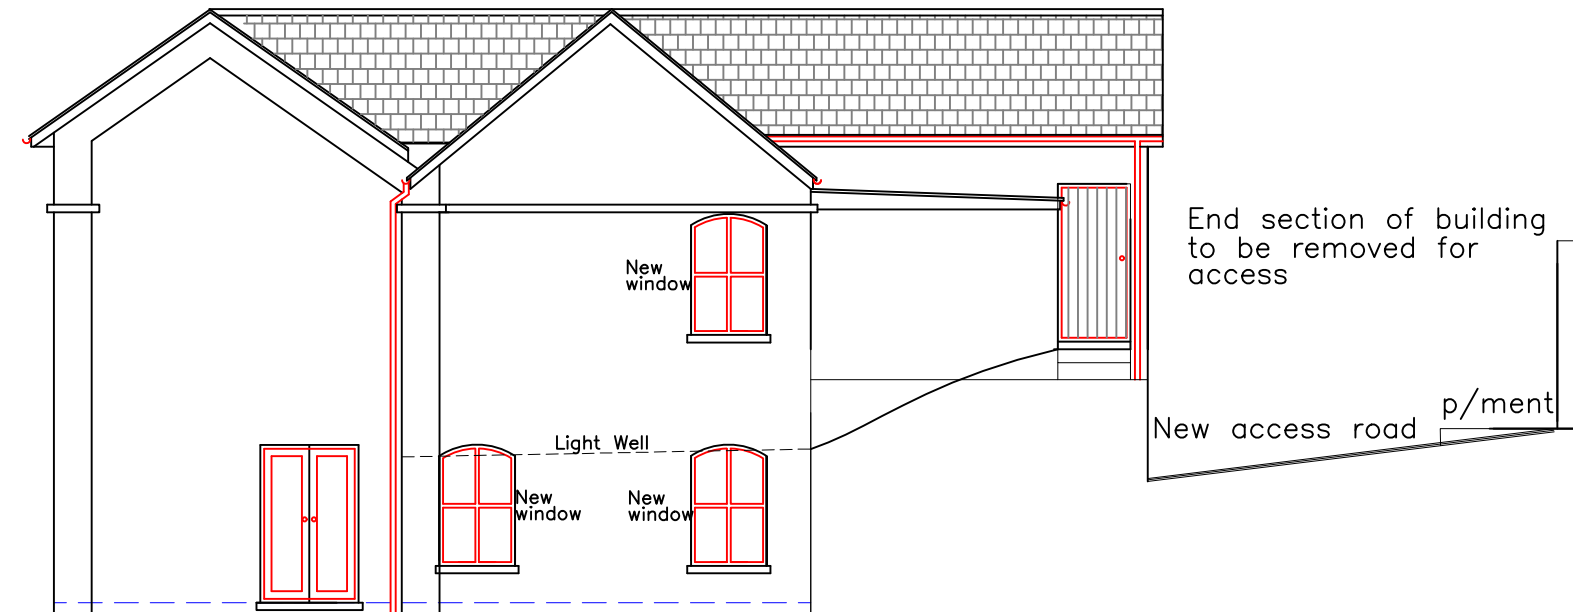 End section of building
to be removed for
access
New
window
p/ment
New access road
Light Well
New
window
New
window